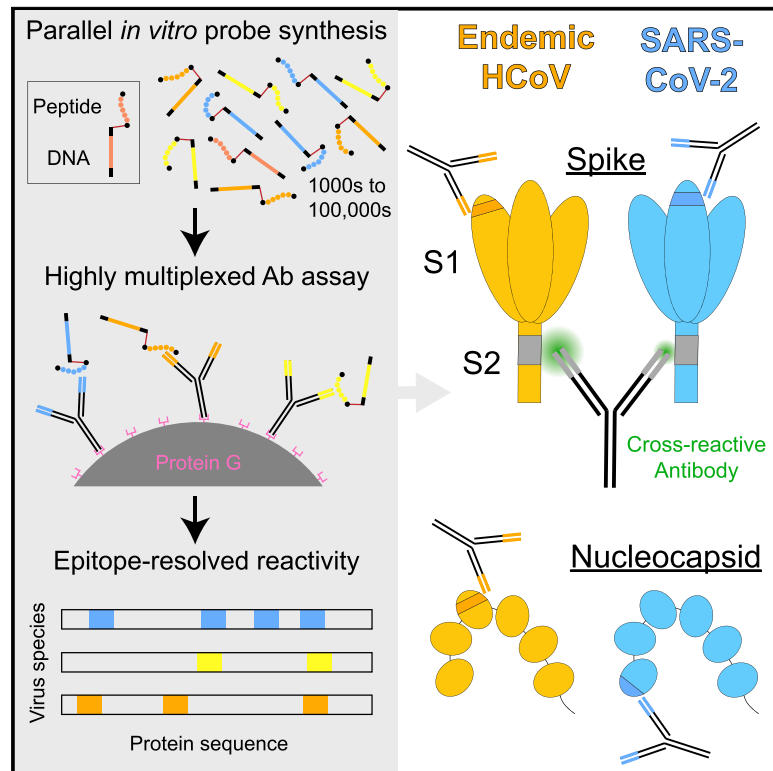 Parallel in vitro probe synthesis
Peptide
DNA
1000s to
100,000s
Highly multiplexed Ab assay
Protein G
Epitope-resolved reactivity
Virus species
Protein sequence
Endemic
HCoV
SARS-
CoV-2
Spike
S1
S2
Cross-reactive
Antibody
Nucleocapsid